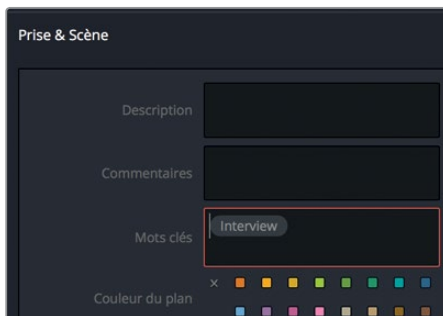 Prise & Scène
Description
Commentaires
Mots clés
Interview
Couleur du plan